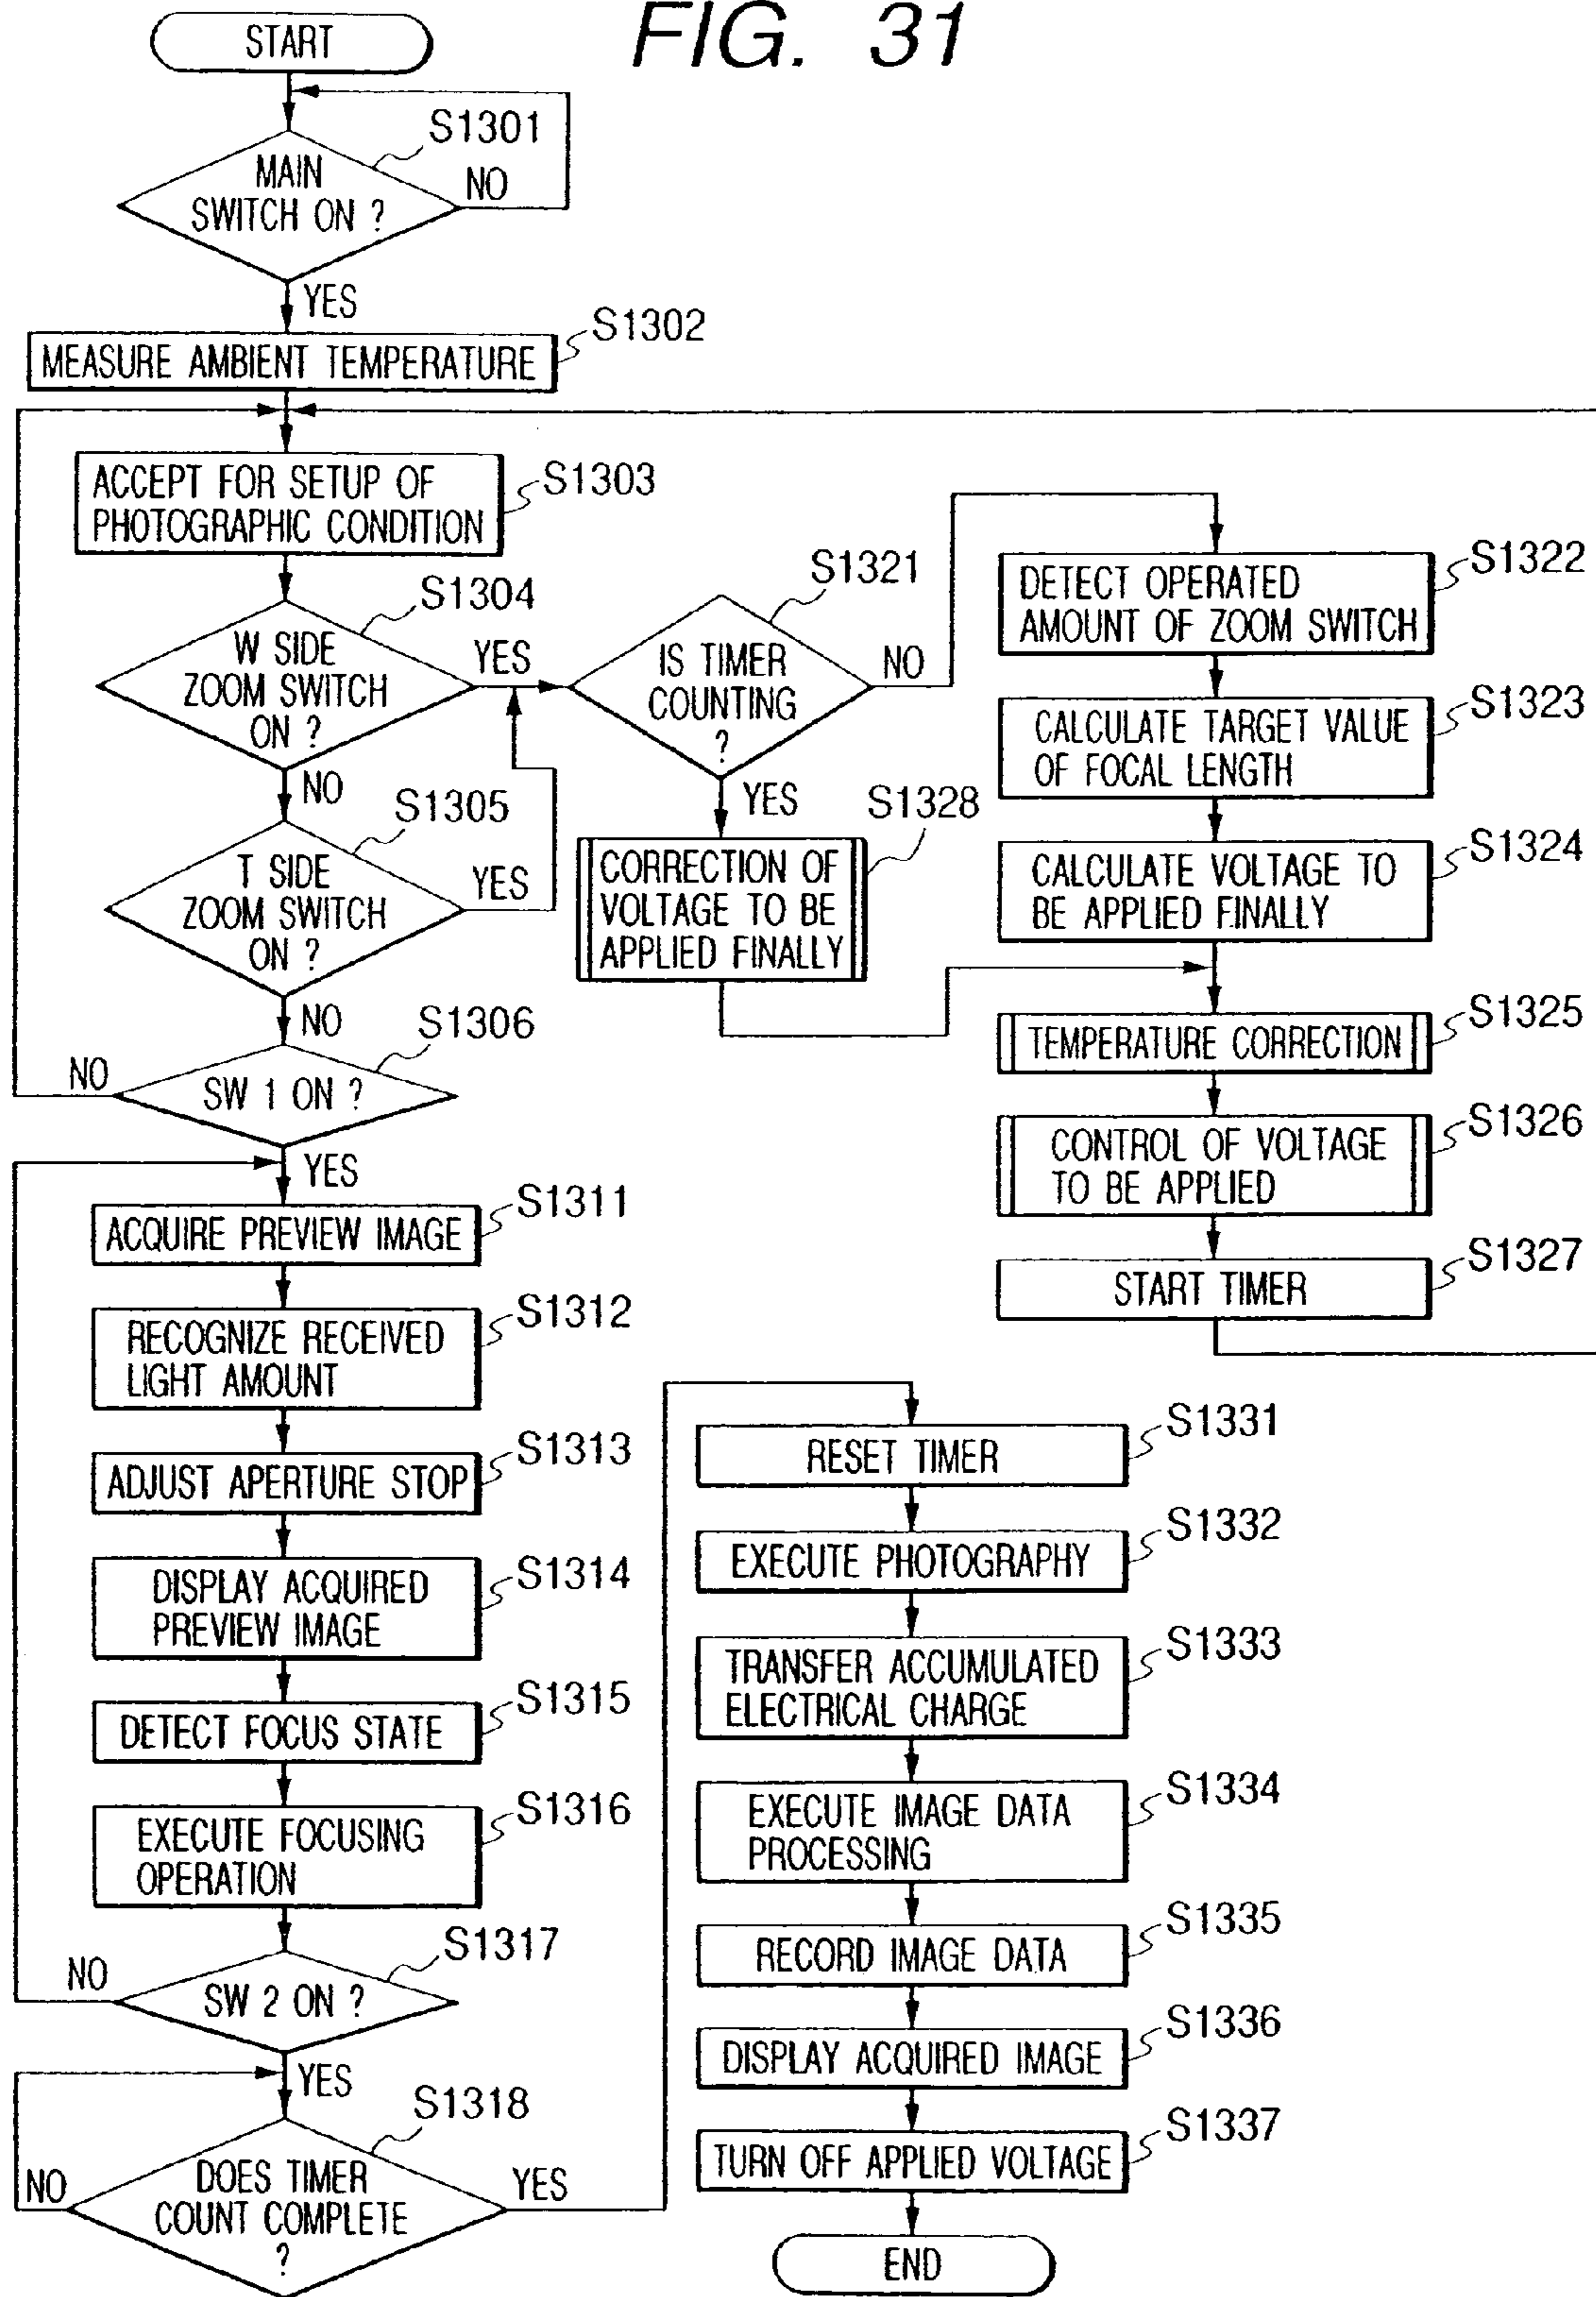 FIG. 31
START
S1301
MAIN
SWITCH ON ?
NO
YES
S1302
MEASURE AMBIENT TEMPERATURE
S1303
ACCEPT FOR SETUP OF
PHOTOGRAPHIC CONDITION
S1304
W SIDE
ZOOM SWITCH
ON ?
YES
NO
S1305
T SIDE
ZOOM SWITCH
ON ?
YES
NO
S1306
SW 1 ON ?
NO
YES
S1311
ACQUIRE PREVIEW IMAGE
S1312
RECOGNIZE RECEIVED
LIGHT AMOUNT
S1313
ADJUST APERTURE STOP
S1314
DISPLAY ACQUIRED
PREVIEW IMAGE
S1315
DETECT FOCUS STATE
S1316
EXECUTE FOCUSING
OPERATION
S1317
SW 2 ON ?
NO
YES
S1318
DOES TIMER
COUNT COMPLETE
?
NO
YES
S1321
IS TIMER
COUNTING
?
NO
YES
S1328
CORRECTION OF
VOLTAGE TO BE
APPLIED FINALLY
S1322
DETECT OPERATED
AMOUNT OF ZOOM SWITCH
S1323
CALCULATE TARGET VALUE
OF FOCAL LENGTH
S1324
CALCULATE VOLTAGE TO
BE APPLIED FINALLY
S1325
TEMPERATURE CORRECTION
S1326
CONTROL OF VOLTAGE
TO BE APPLIED
S1327
START TIMER
S1331
RESET TIMER
S1332
EXECUTE PHOTOGRAPHY
S1333
TRANSFER ACCUMULATED
ELECTRICAL CHARGE
S1334
EXECUTE IMAGE DATA
PROCESSING
S1335
RECORD IMAGE DATA
S1336
DISPLAY ACQUIRED IMAGE
S1337
TURN OFF APPLIED VOLTAGE
END